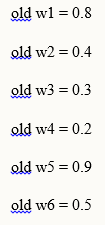 old w1 = 0.8
old w2 = 0.4
old w3 = 0.3
old w4 = 0.2
old w5 = 0.9
old w6 = 0.5